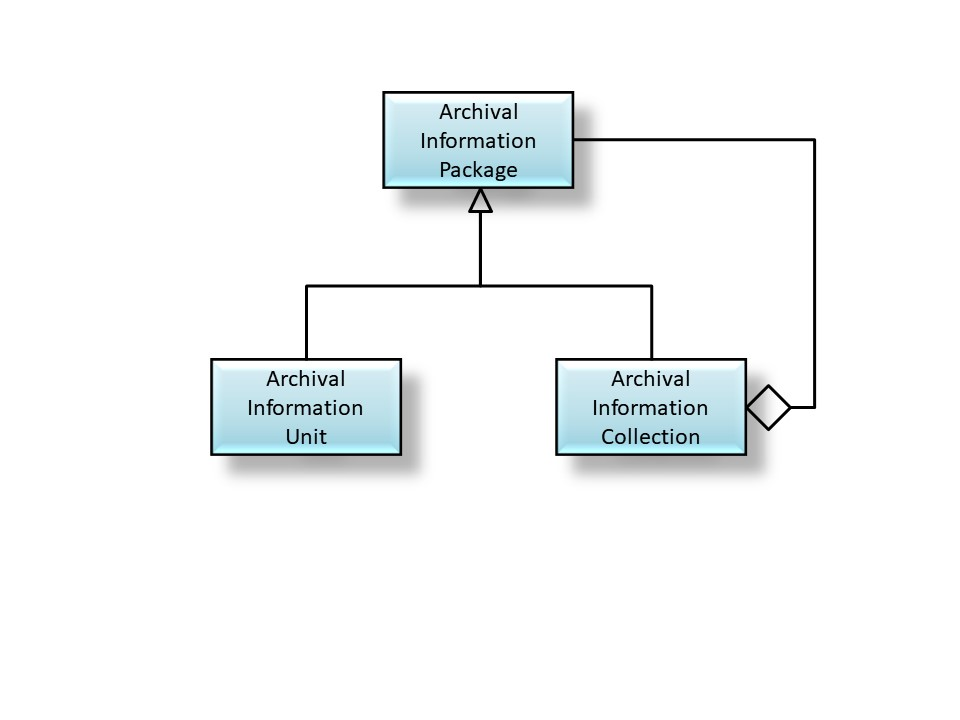 Archival
Information
Package
Archival
Information
Unit
Archival
Information
Collection